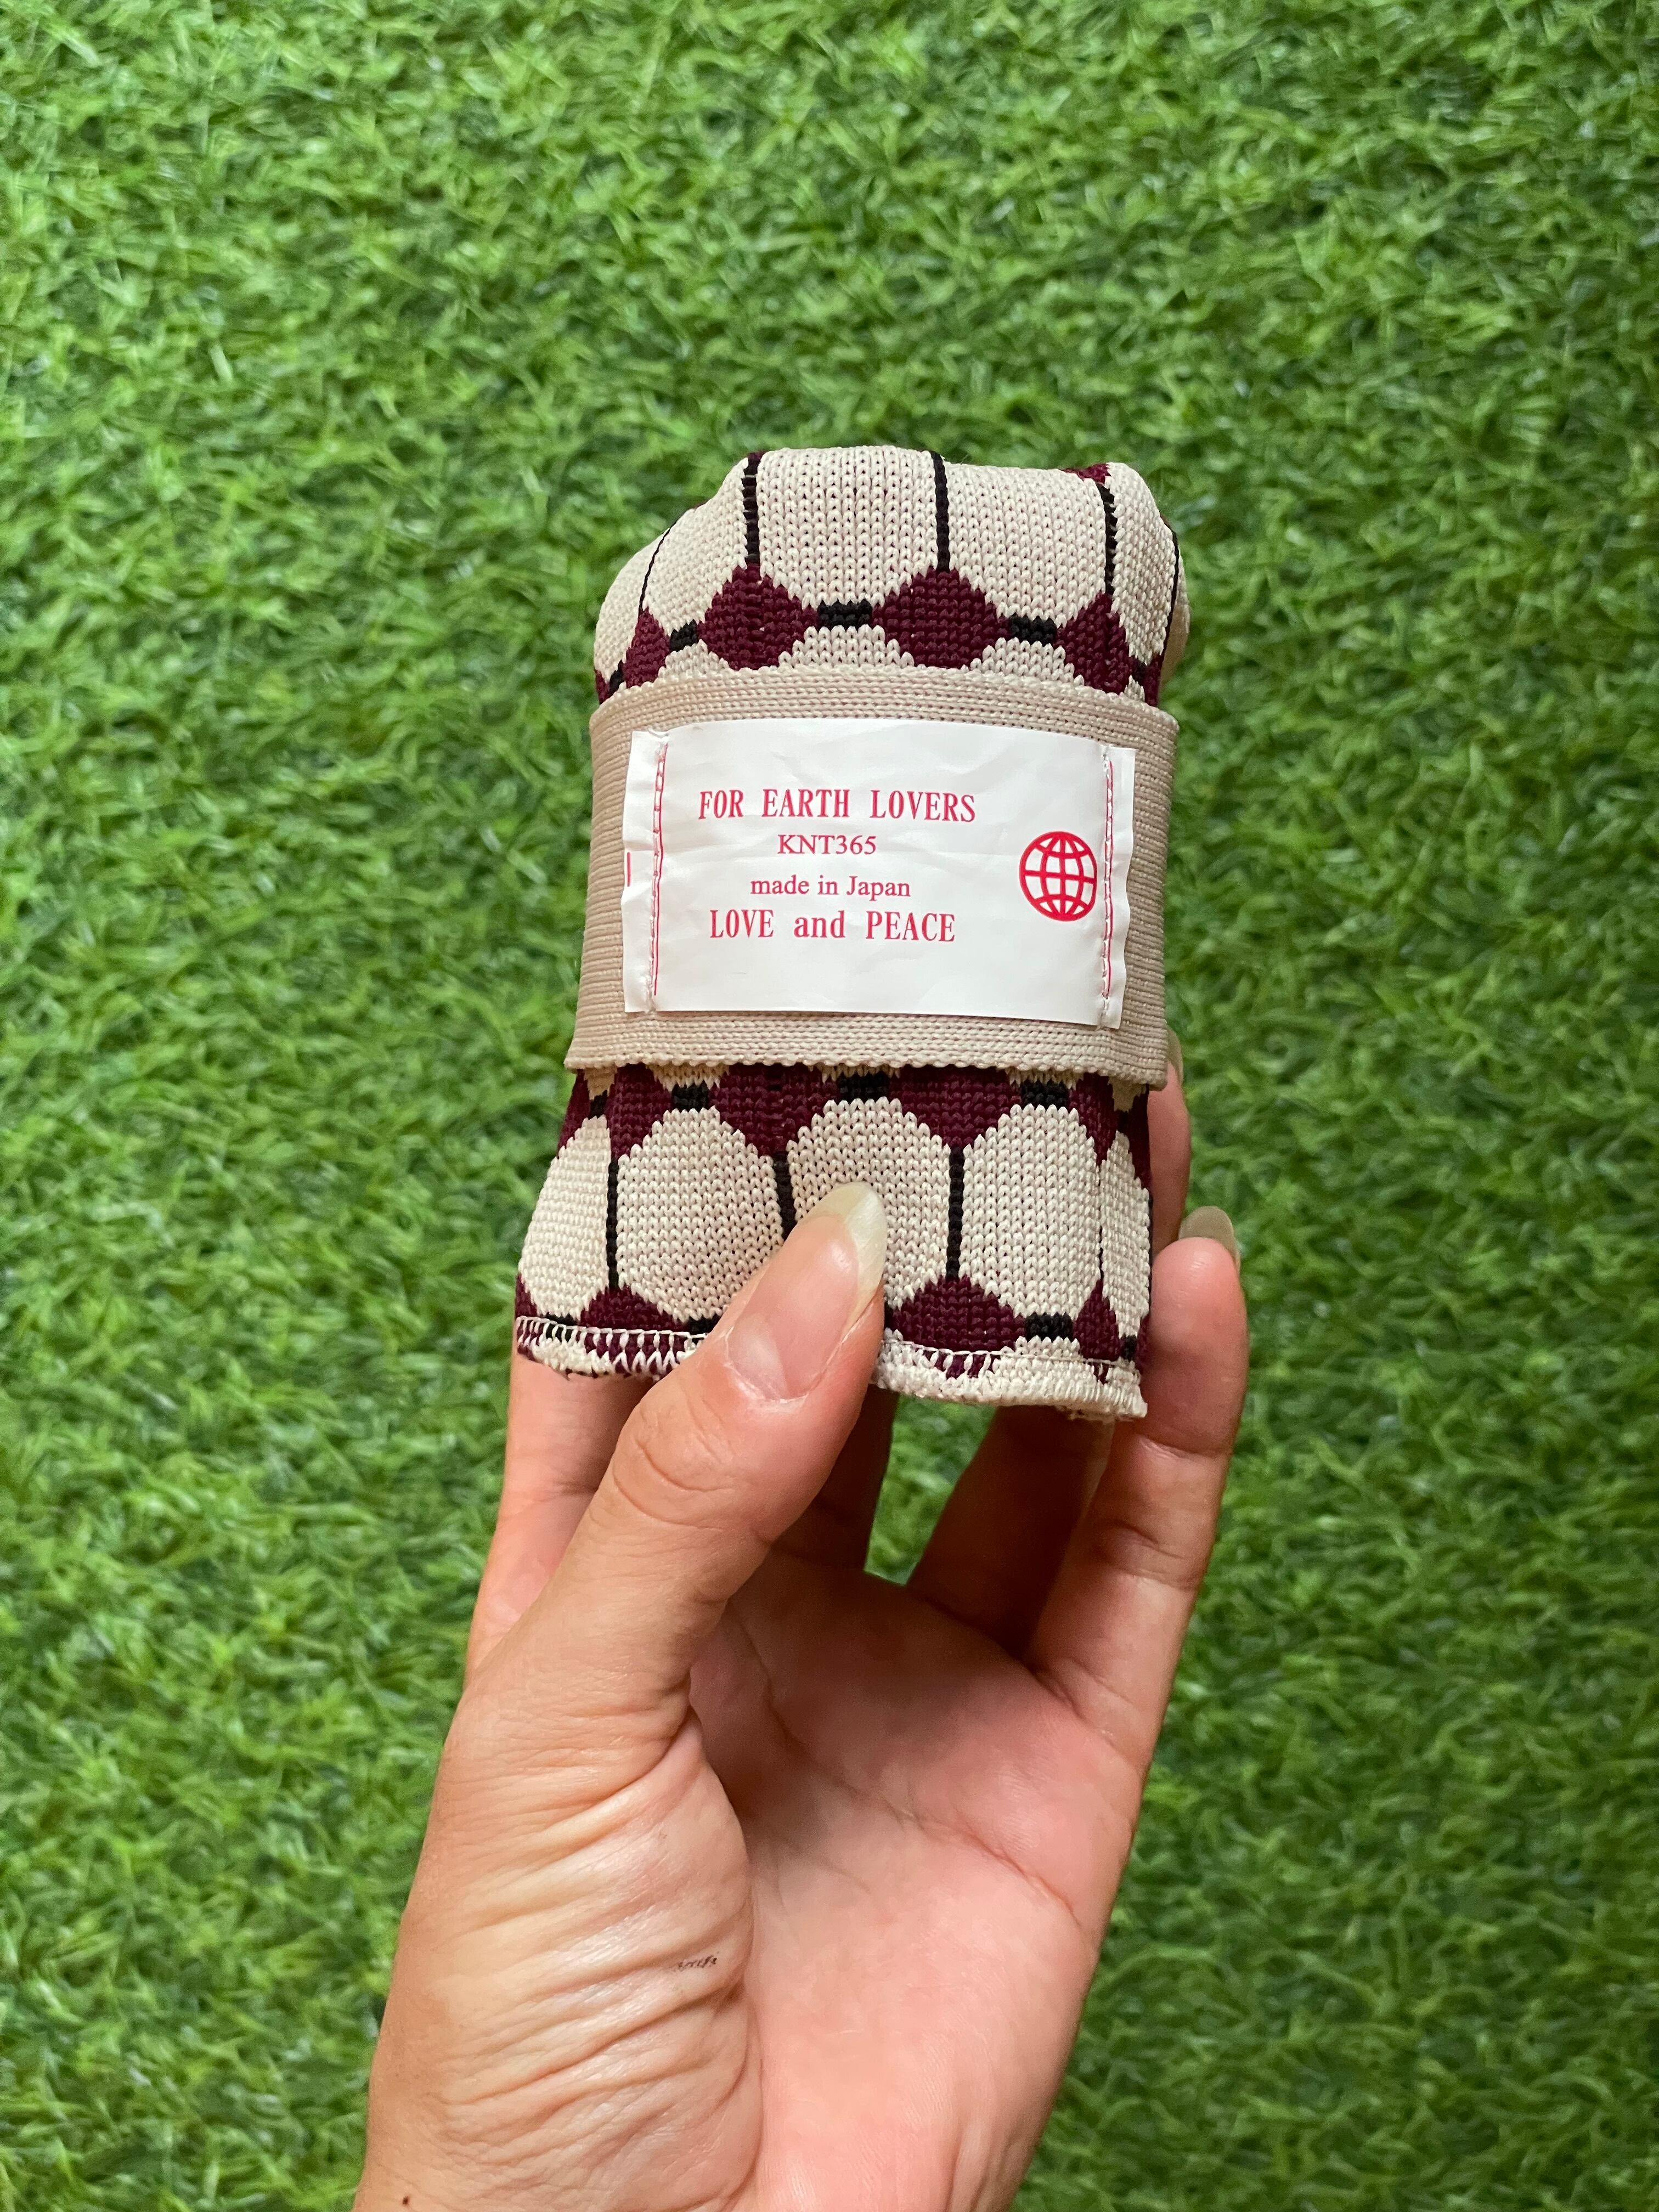 FOR EARTH LOVERS
KNT365
made in Japan
LOVE and PEACE